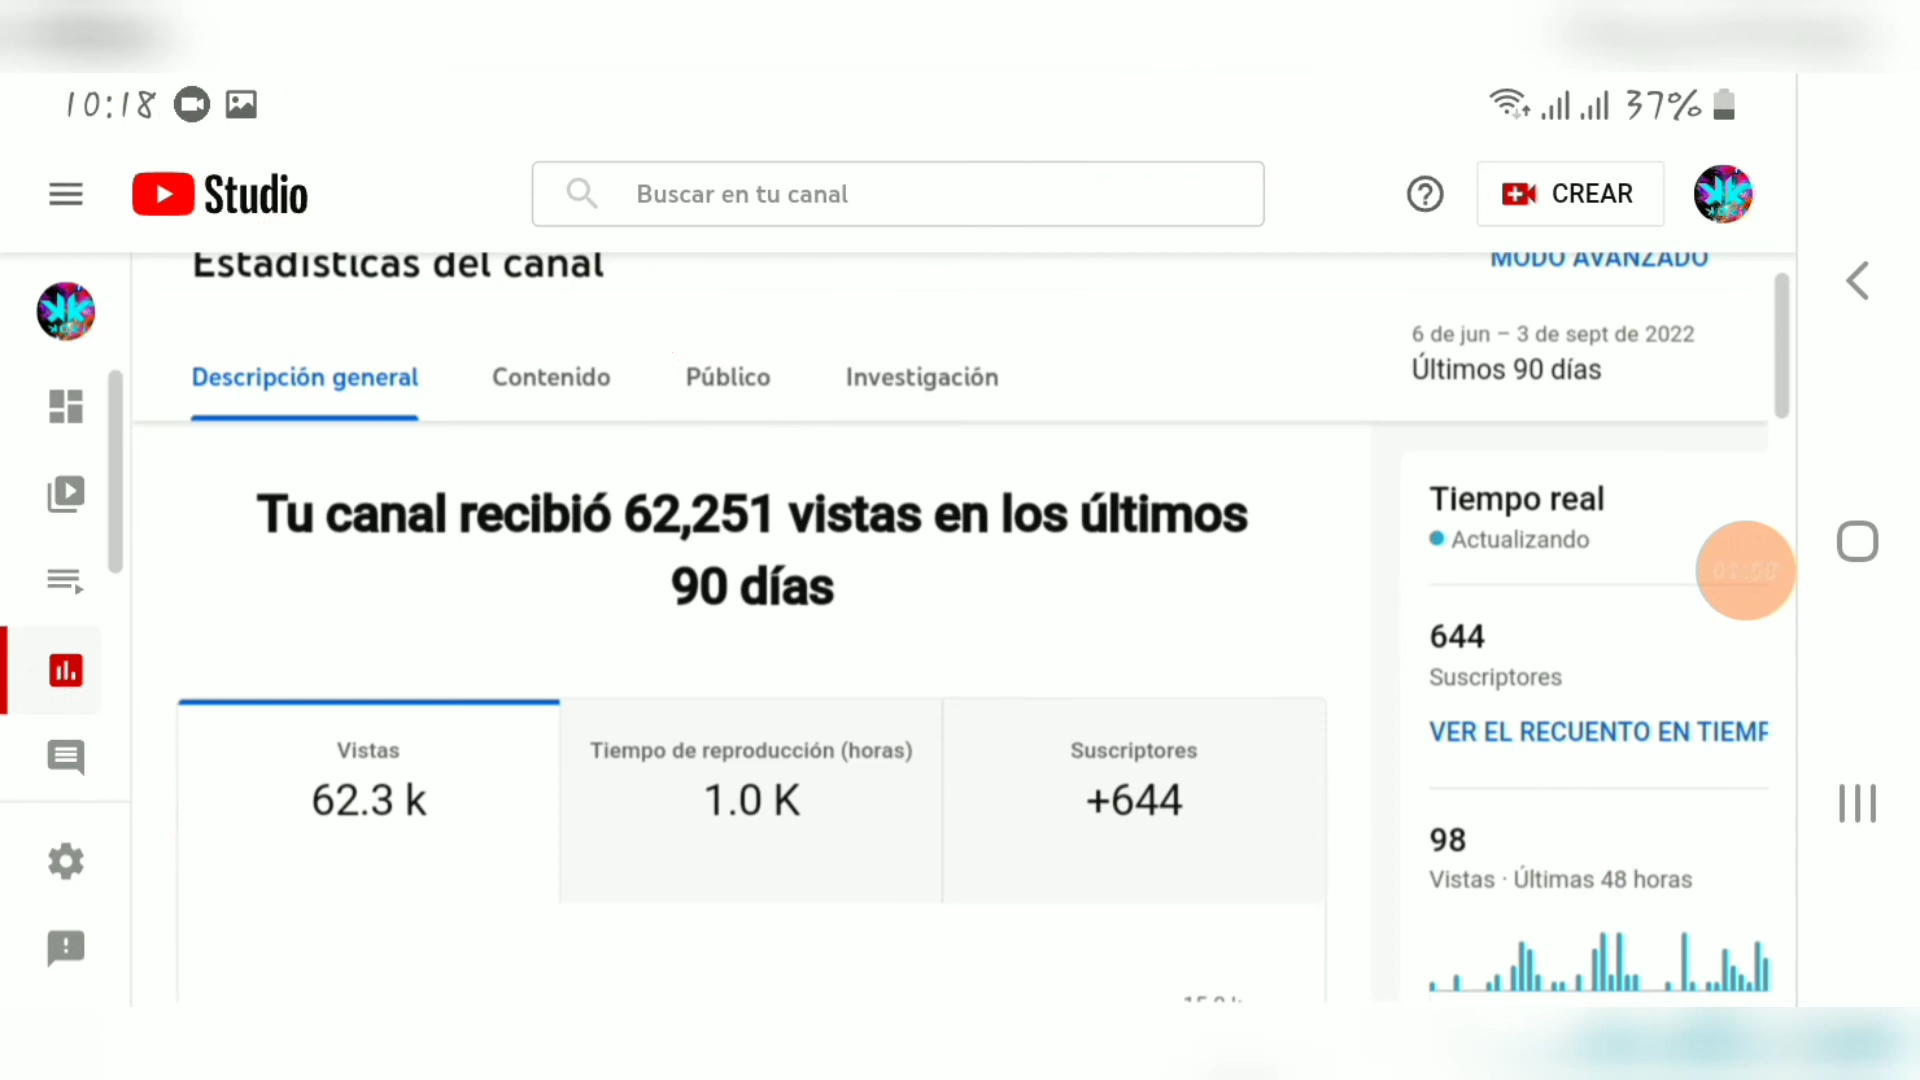 10:18
37%
Studio
Buscar en tu canal
CREAR
Estadísticas del canal
MODO AVANZADO
6 de jun – 3 de sept de 2022
Últimos 90 días
Descripción general
Contenido
Público
Investigación
Tu canal recibió 62,251 vistas en los últimos
90 días
Vistas
62.3 k
Tiempo de reproducción (horas)
1.0 K
Suscriptores
+644
Tiempo real
Actualizando
644
Suscriptores
VER EL RECUENTO EN TIEMP
98
Vistas · Últimas 48 horas